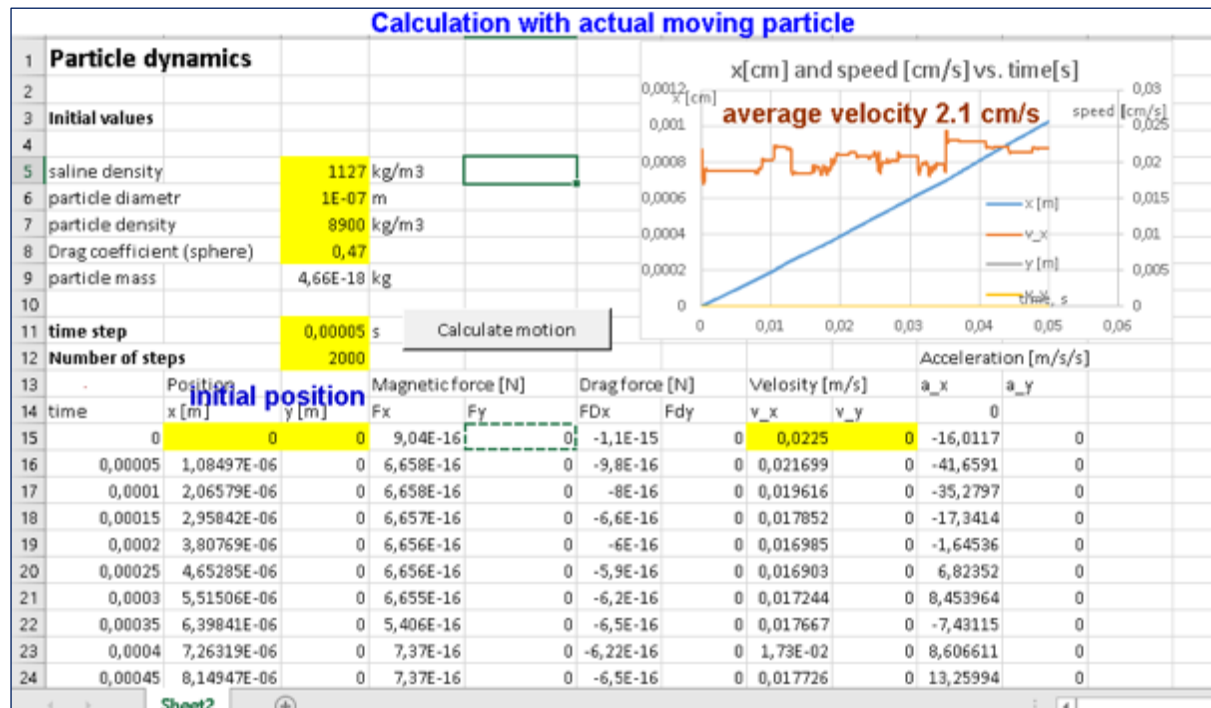 Calculation with actual moving particle
1 Particle dynamics
2
3 Initial values
4
5 saline density 1127 kg/m3
6 particle diametr 1E-07 m
7 particle density 8900 kg/m3
8 Drag coefficient (sphere) 0,47
9 particle mass 4,66E-18 kg
10
11 time step 0,00005 s
12 Number of steps 2000
Calculate motion
x[cm] and speed [cm/s] vs. time[s]
x [cm]
speed [cm/s]
average velocity 2.1 cm/s
0,0012
0,001
0,0008
0,0006
0,0004
0,0002
0
0,03
0,025
0,02
0,015
0,01
0,005
0
x [m]
v_x
y [m]
time, s
0 0,01 0,02 0,03 0,04 0,05 0,06
Acceleration [m/s/s]
13 Position Magnetic force [N] Drag force [N] Velosity [m/s] a_x a_y
initial position
14 time x [m] y [m] Fx Fy FDx Fdy v_x v_y 0
15 0 0 0 9,04E-16 0 -1,1E-15 0 0,0225 0 -16,0117 0
16 0,00005 1,08497E-06 0 6,658E-16 0 -9,8E-16 0 0,021699 0 -41,6591 0
17 0,0001 2,06579E-06 0 6,658E-16 0 -8E-16 0 0,019616 0 -35,2797 0
18 0,00015 2,95842E-06 0 6,657E-16 0 -6,6E-16 0 0,017852 0 -17,3414 0
19 0,0002 3,80769E-06 0 6,656E-16 0 -6E-16 0 0,016985 0 -1,64536 0
20 0,00025 4,65285E-06 0 6,656E-16 0 -5,9E-16 0 0,016903 0 6,82352 0
21 0,0003 5,51506E-06 0 6,655E-16 0 -6,2E-16 0 0,017244 0 8,453964 0
22 0,00035 6,39841E-06 0 5,406E-16 0 -6,5E-16 0 0,017667 0 -7,43115 0
23 0,0004 7,26319E-06 0 7,37E-16 0 -6,22E-16 0 1,73E-02 0 8,606611 0
24 0,00045 8,14947E-06 0 7,37E-16 0 -6,5E-16 0 0,017726 0 13,25994 0
Sheet2